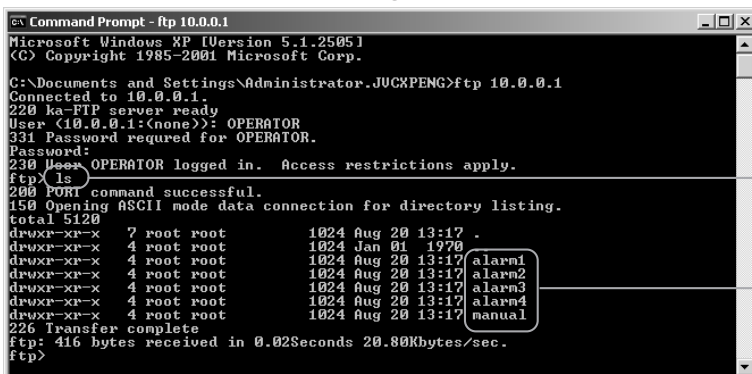 Command Prompt - ftp 10.0.0.1
Microsoft Windows XP [Version 5.1.2505]
(C) Copyright 1985-2001 Microsoft Corp.
C:\Documents and Settings\Administrator.JVCXPENG>ftp 10.0.0.1
Connected to 10.0.0.1.
220 ka-FTP server ready
User (10.0.0.1:(none)): OPERATOR
331 Password requred for OPERATOR.
Password:
230 User OPERATOR logged in.  Access restrictions apply.
ftp> ls
200 PORT command successful.
150 Opening ASCII mode data connection for directory listing.
total 5120
drwxr-xr-x   7 root root         1024 Aug 20 13:17 .
drwxr-xr-x   4 root root         1024 Jan 01  1970 ..
drwxr-xr-x   4 root root         1024 Aug 20 13:17 alarm1
drwxr-xr-x   4 root root         1024 Aug 20 13:17 alarm2
drwxr-xr-x   4 root root         1024 Aug 20 13:17 alarm3
drwxr-xr-x   4 root root         1024 Aug 20 13:17 alarm4
drwxr-xr-x   4 root root         1024 Aug 20 13:17 manual
226 Transfer complete
ftp: 416 bytes received in 0.02Seconds 20.80Kbytes/sec.
ftp>